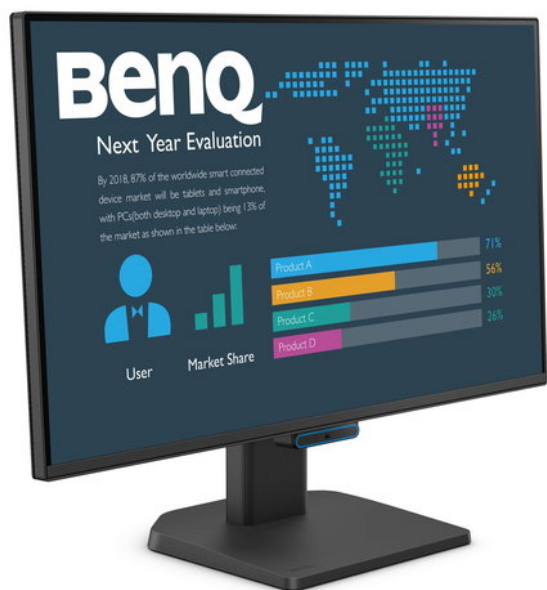 BenQ
Next Year Evaluation
By 2018, 87% of the worldwide smart connected
device market will be tablets and smartphone,
with PCs(both desktop and laptop) being 13% of
the market as shown in the table below:
User
Market Share
Product A 71%
Product B 56%
Product C 30%
Product D 26%